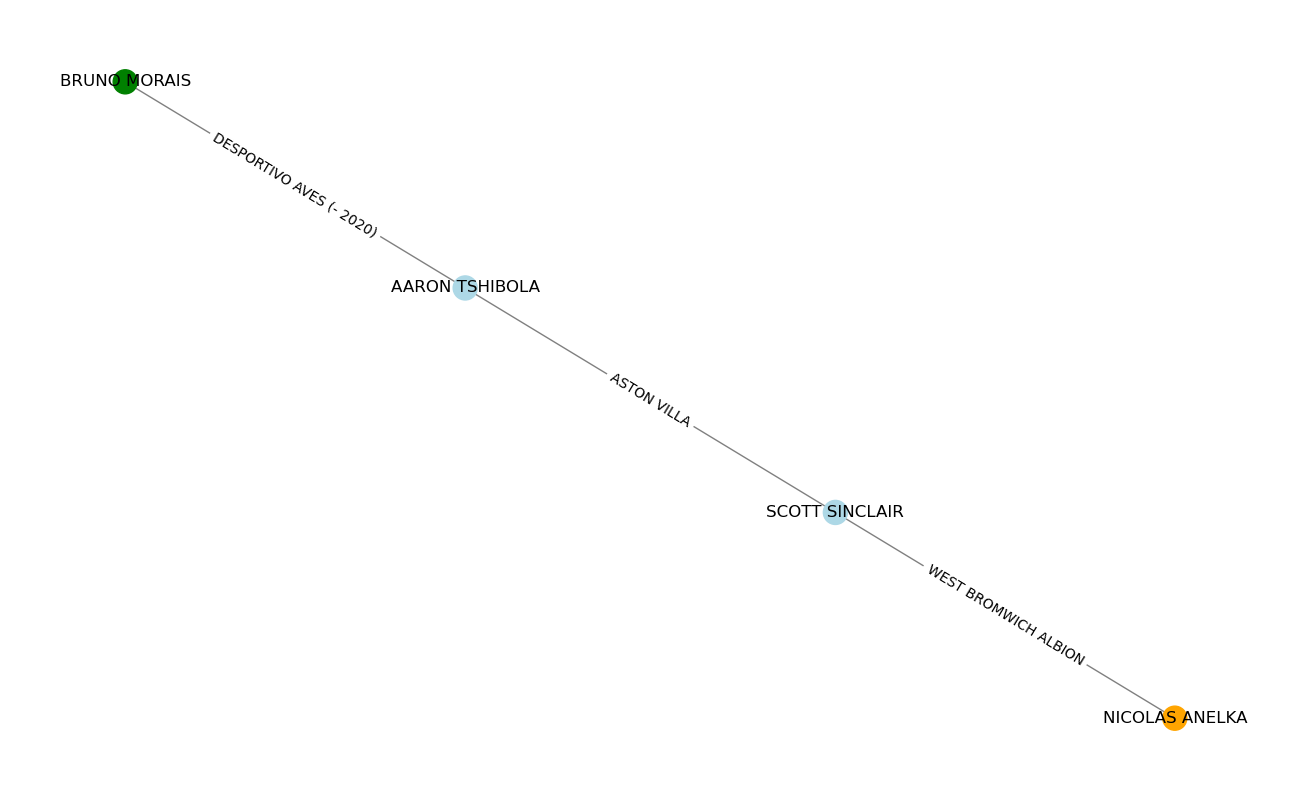 BRUNO MORAIS
DESPORTIVO AVES (- 2020)
AARON TSHIBOLA
ASTON VILLA
SCOTT SINCLAIR
WEST BROMWICH ALBION
NICOLAS ANELKA